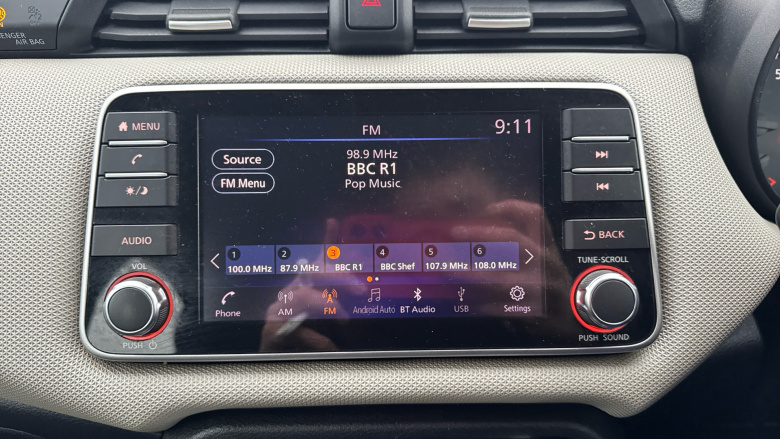 PASSENGER
AIR BAG
MENU
AUDIO
VOL
PUSH
FM
9:11
Source
FM Menu
98.9 MHz
BBC R1
Pop Music
1 2 3 4 5 6
100.0 MHz 87.9 MHz BBC R1 BBC Shef 107.9 MHz 108.0 MHz
Phone AM FM Android Auto BT Audio USB Settings
BACK
TUNE-SCROLL
PUSH SOUND